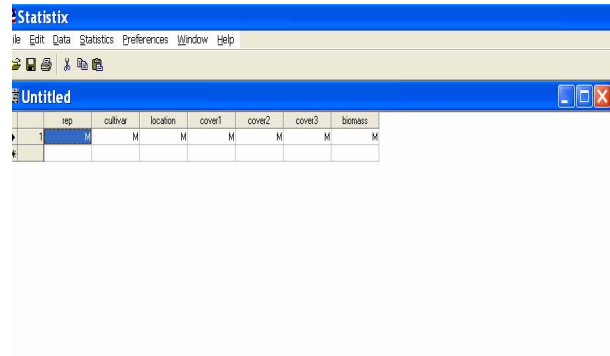 Statistix
ile Edit Data Statistics Preferences Window Help
Untitled
rep cultivar location cover1 cover2 cover3 biomass
1 M M M M M M M